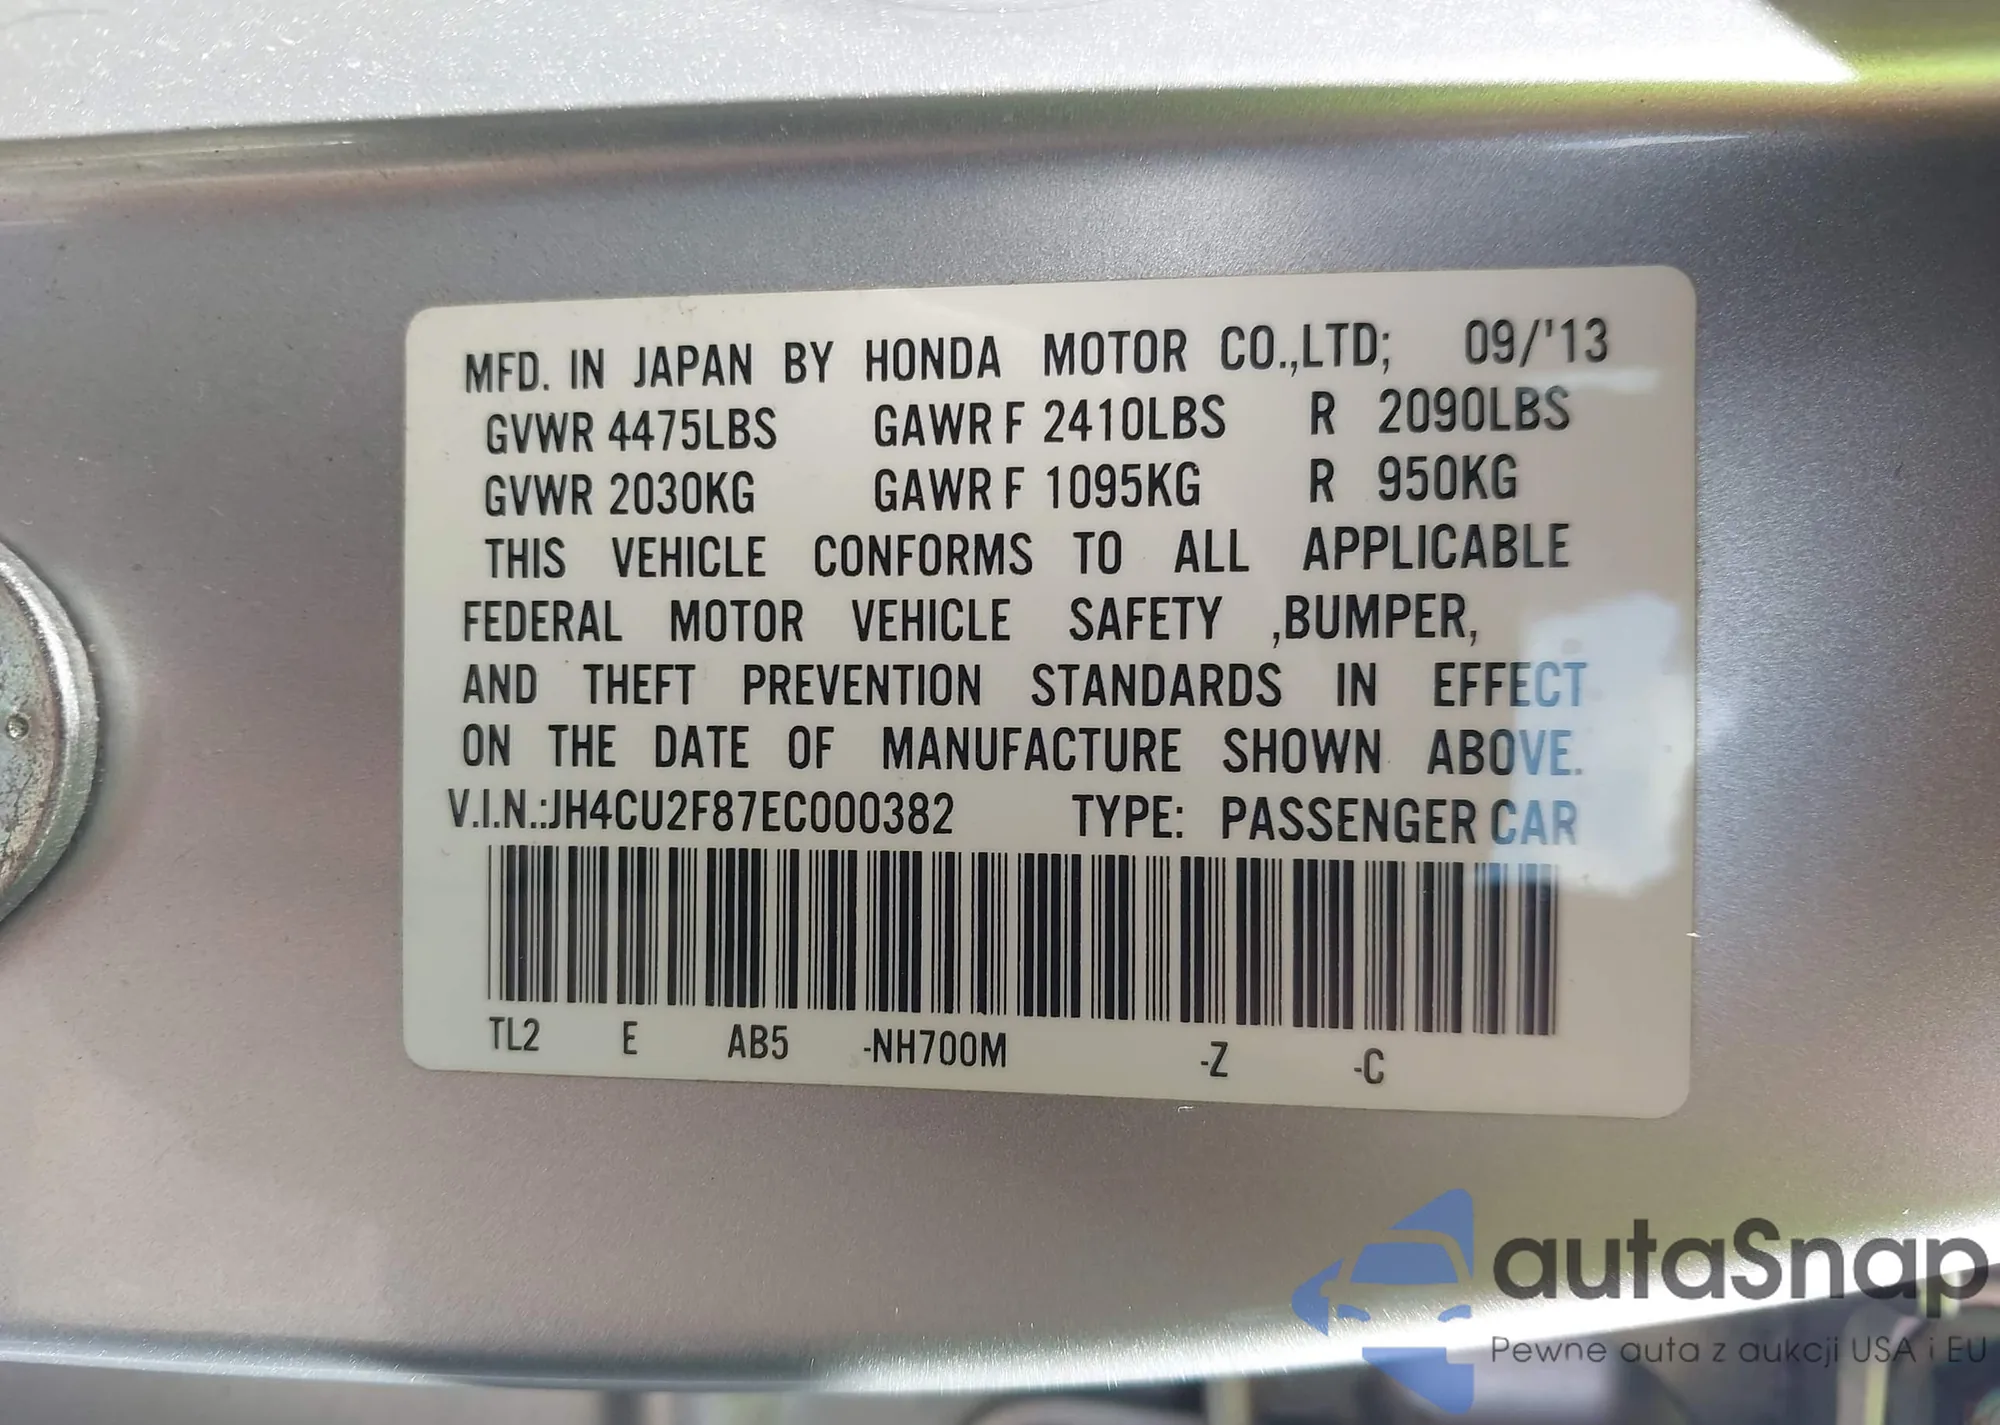 MFD. IN JAPAN BY HONDA MOTOR CO.,LTD; 09/'13
GVWR 4475LBS GAWR F 2410LBS R 2090LBS
GVWR 2030KG GAWR F 1095KG R 950KG
THIS VEHICLE CONFORMS TO ALL APPLICABLE
FEDERAL MOTOR VEHICLE SAFETY ,BUMPER,
AND THEFT PREVENTION STANDARDS IN EFFECT
ON THE DATE OF MANUFACTURE SHOWN ABOVE.
V.I.N.:JH4CU2F87EC000382 TYPE: PASSENGER CAR
TL2 E AB5 -NH700M -Z -C
autaSnap
Pewne auta z aukcji USA i EU